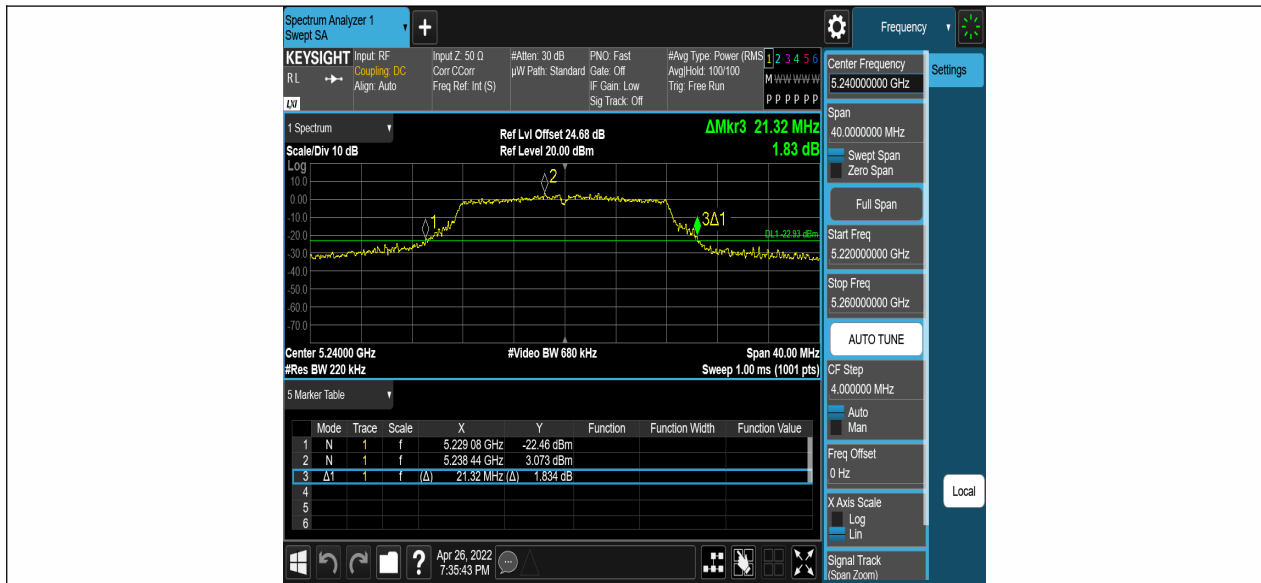 Spectrum Analyzer 1
Swept SA
+
Frequency
KEYSIGHT
RL
LXI
Input: RF
Coupling: DC
Align: Auto
Input Z: 50 Ω
Corr CCorr
Freq Ref: Int (S)
#Atten: 30 dB
µW Path: Standard
PNO: Fast
Gate: Off
IF Gain: Low
Sig Track: Off
#Avg Type: Power (RMS
Avg|Hold: 100/100
Trig: Free Run
1 2 3 4 5 6
M W W W W W
P P P P P P
1 Spectrum
Scale/Div 10 dB
Ref Lvl Offset 24.68 dB
Ref Level 20.00 dBm
ΔMkr3 21.32 MHz
1.83 dB
Log
10.0
0.00
-10.0
-20.0
-30.0
-40.0
-50.0
-60.0
-70.0
2
1
3Δ1
DL1 -22.93 dBm
Center 5.24000 GHz
#Video BW 680 kHz
Span 40.00 MHz
#Res BW 220 kHz
Sweep 1.00 ms (1001 pts)
5 Marker Table
Mode Trace Scale X Y Function Function Width Function Value
1 N 1 f 5.229 08 GHz -22.46 dBm
2 N 1 f 5.238 44 GHz 3.073 dBm
3 Δ1 1 f (Δ) 21.32 MHz (Δ) 1.834 dB
4
5
6
?
Apr 26, 2022
7:35:43 PM
Center Frequency
5.240000000 GHz
Span
40.0000000 MHz
Swept Span
Zero Span
Full Span
Start Freq
5.220000000 GHz
Stop Freq
5.260000000 GHz
AUTO TUNE
CF Step
4.000000 MHz
Auto
Man
Freq Offset
0 Hz
X Axis Scale
Log
Lin
Signal Track
(Span Zoom)
Settings
Local